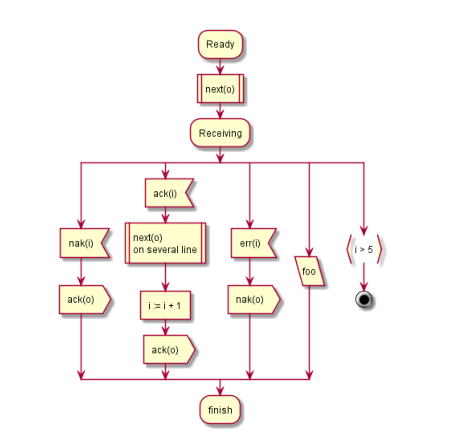 Ready
next(o)
Receiving
nak(i)
ack(o)
ack(i)
next(o)
on several line
i := i + 1
ack(o)
err(i)
nak(o)
foo
i > 5
finish